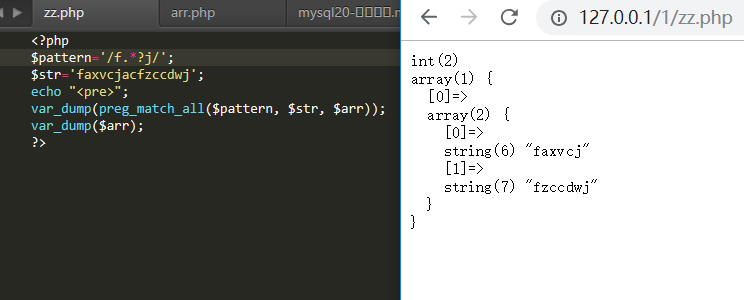 zz.php
arr.php
<?php
$pattern='/f.*?j/';
$str='faxvcjacfzccdwj';
echo "<pre>";
var_dump(preg_match_all($pattern, $str, $arr));
var_dump($arr);
?>
127.0.0.1/1/zz.php
int(2)
array(1) {
[0]=>
array(2) {
[0]=>
string(6) "faxvcj"
[1]=>
string(7) "fzccdwj"
}
}